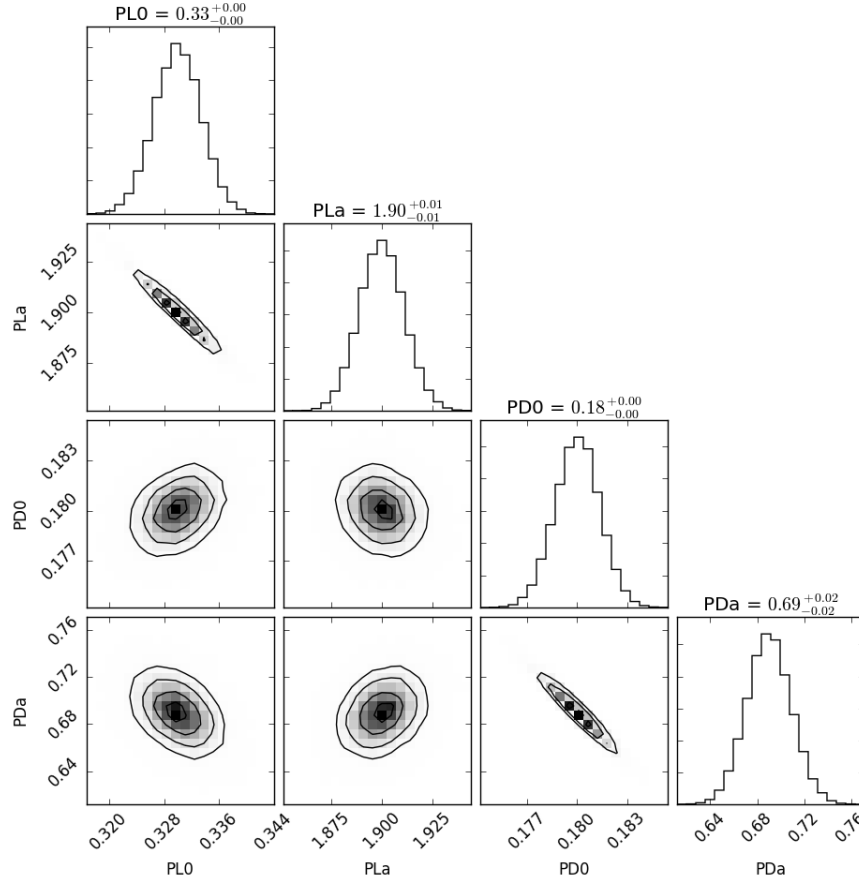 PL0 = 0.33 +0.00 −0.00
PLa = 1.90 +0.01 −0.01
1.925
1.900
1.875
PLa
PD0 = 0.18 +0.00 −0.00
0.183
0.180
0.177
PD0
PDa = 0.69 +0.02 −0.02
0.76
0.72
0.68
0.64
PDa
0.320 0.328 0.336 0.344 1.875 1.900 1.925 0.177 0.180 0.183 0.64 0.68 0.72 0.76
PL0 PLa PD0 PDa